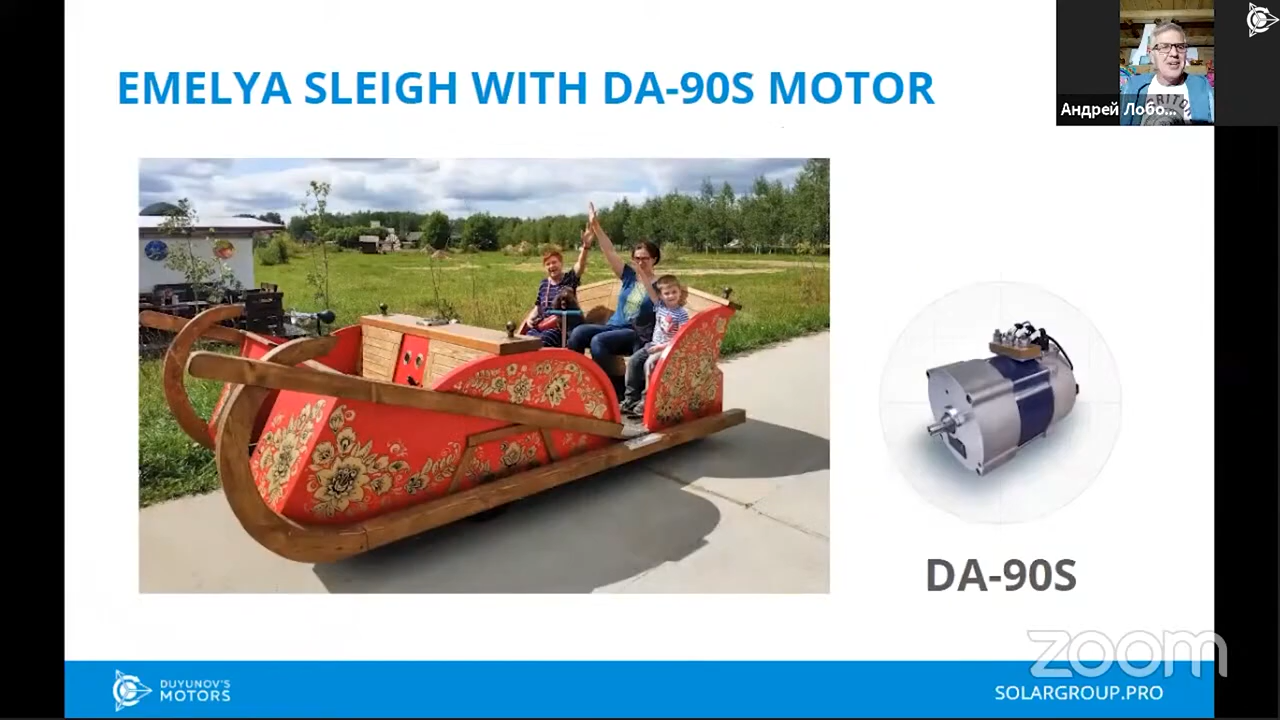 EMELYA SLEIGH WITH DA-90S MOTOR
Андрей Лобо...
DA-90S
zoom
DUYUNOV'S
MOTORS
SOLARGROUP.PRO